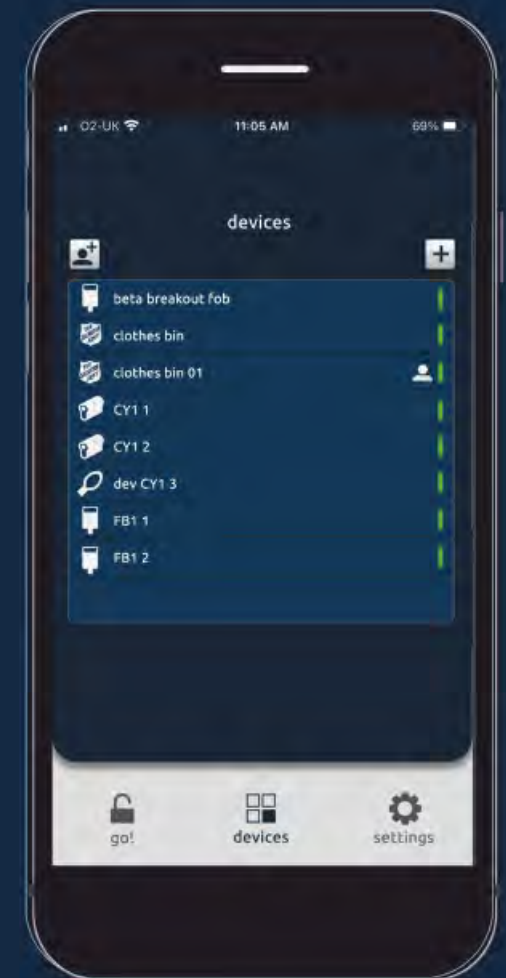 O2-UK 11:05 AM 69%
devices
beta breakout fob
clothes bin
clothes bin 01
CY1 1
CY1 2
dev CY1 3
FB1 1
FB1 2
go! devices settings